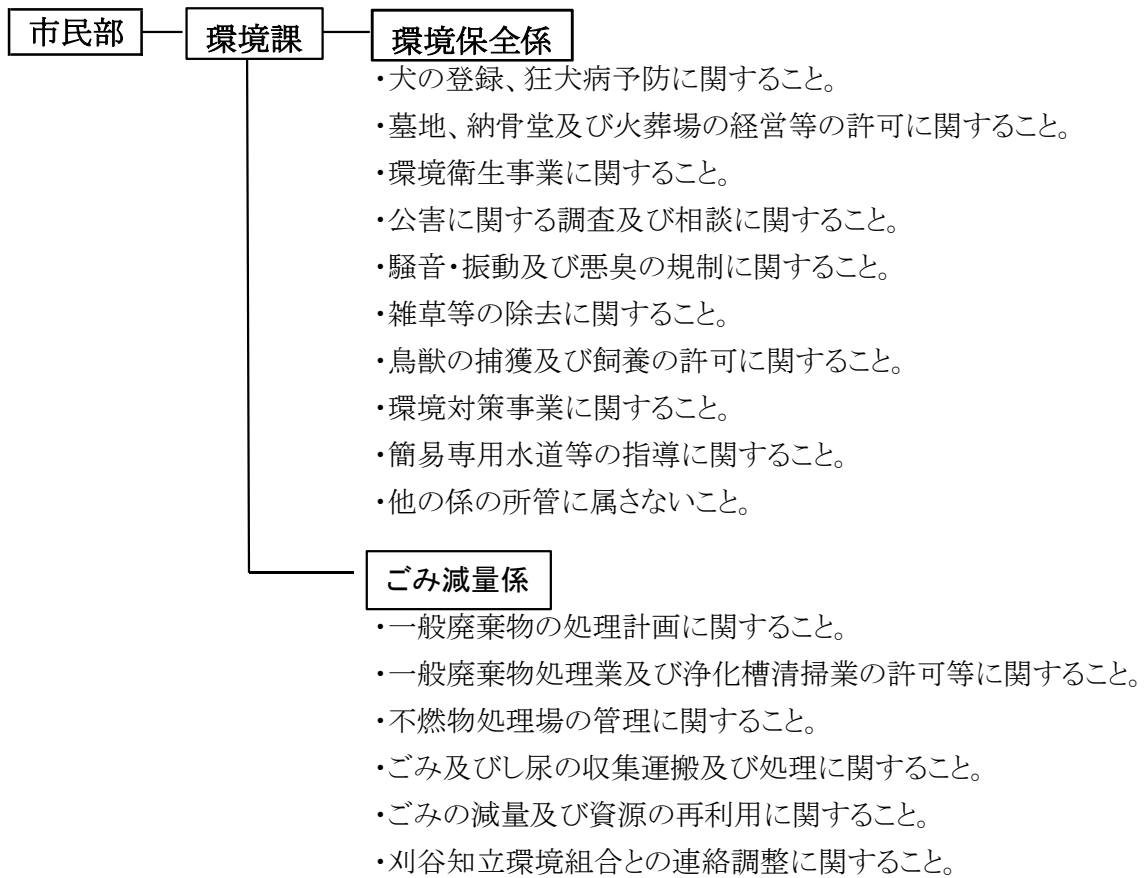 市民部 環境課 環境保全係
・犬の登録、狂犬病予防に関すること。
・墓地、納骨堂及び火葬場の経営等の許可に関すること。
・環境衛生事業に関すること。
・公害に関する調査及び相談に関すること。
・騒音・振動及び悪臭の規制に関すること。
・雑草等の除去に関すること。
・鳥獣の捕獲及び飼養の許可に関すること。
・環境対策事業に関すること。
・簡易専用水道等の指導に関すること。
・他の係の所管に属さないこと。
ごみ減量係
・一般廃棄物の処理計画に関すること。
・一般廃棄物処理業及び浄化槽清掃業の許可等に関すること。
・不燃物処理場の管理に関すること。
・ごみ及びし尿の収集運搬及び処理に関すること。
・ごみの減量及び資源の再利用に関すること。
・刈谷知立環境組合との連絡調整に関すること。